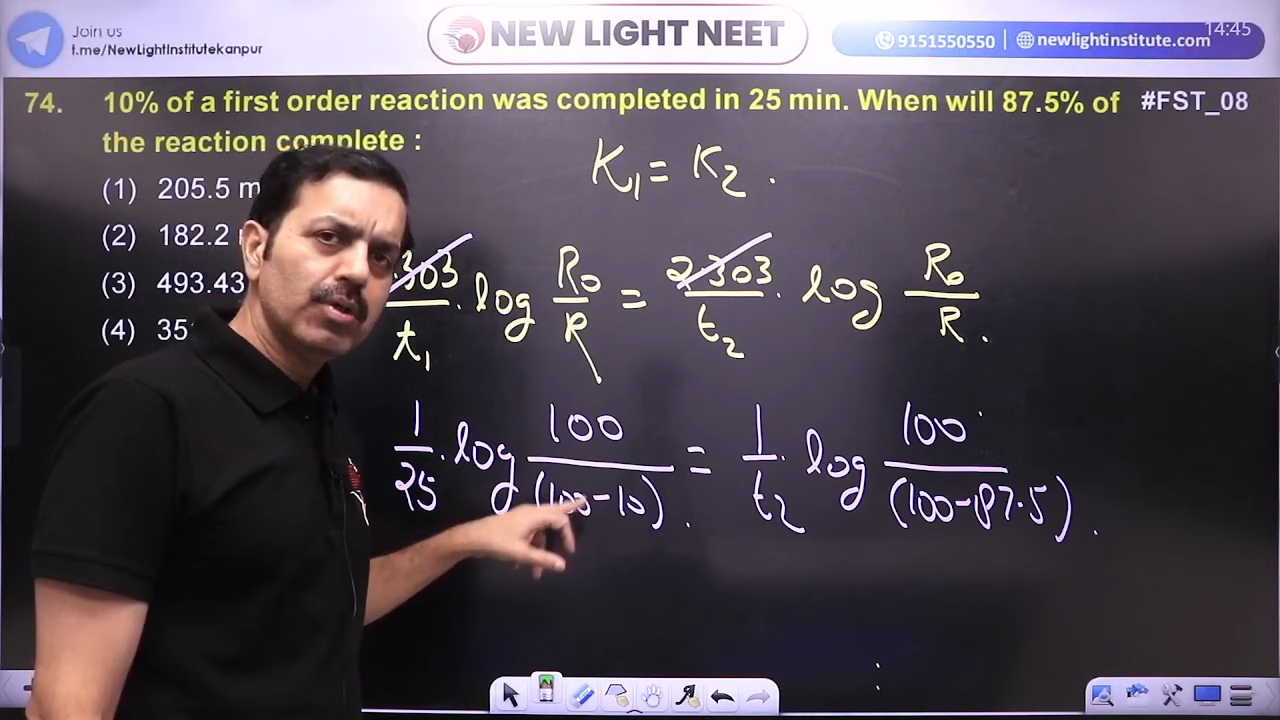 Join us
t.me/NewLightInstitutekanpur
NEW LIGHT NEET
9151550550 | newlightinstitute.com
14:45
74. 10% of a first order reaction was completed in 25 min. When will 87.5% of #FST_08
the reaction complete :
(1) 205.5 m
(2) 182.2
(3) 493.43
(4) 35
K₁ = K₂ .
.303/t₁ . log R₀/R = 2.303/t₂ . log R₀/R .
1/25 . log 100/(100-10) . = 1/t₂ . log 100/(100-87.5) .